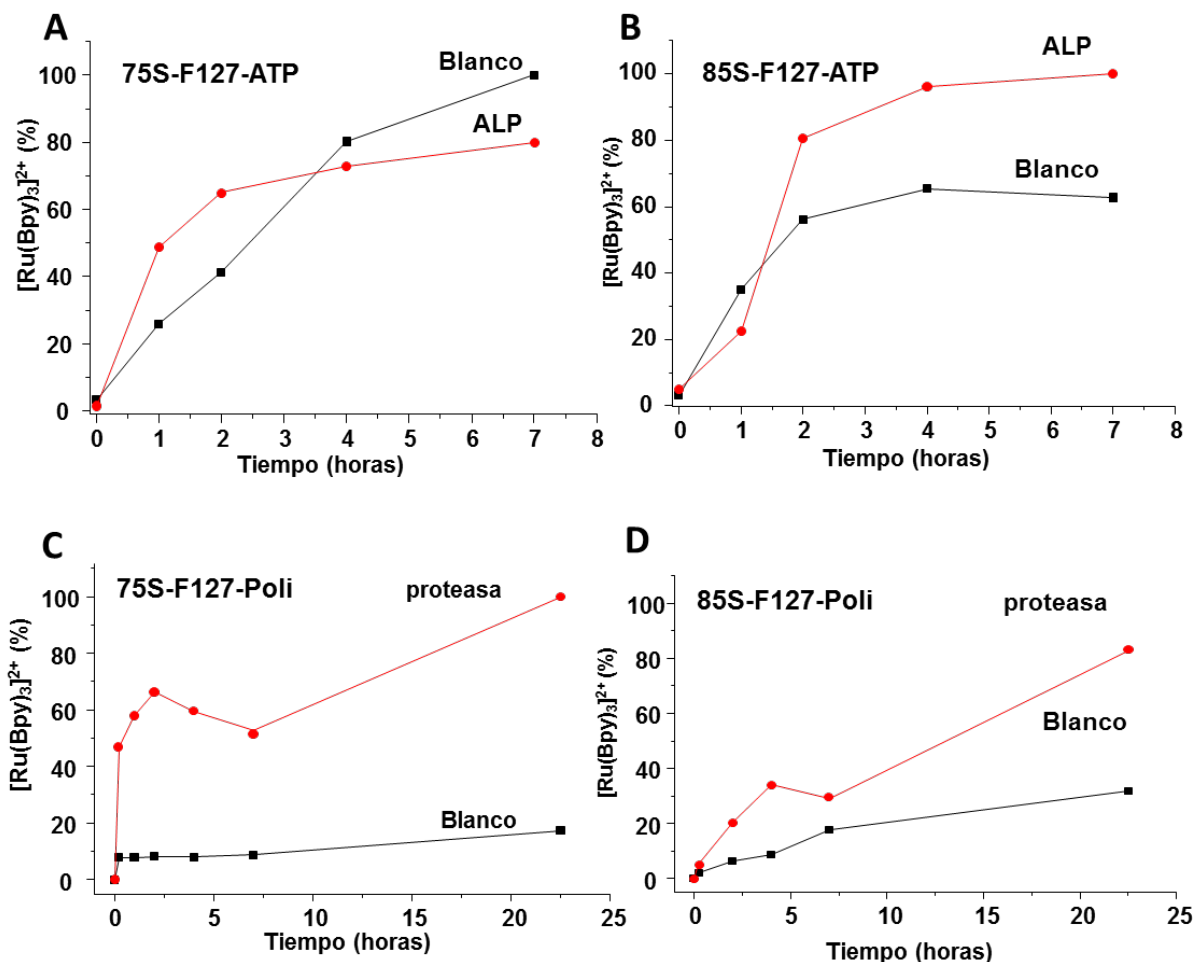 A
75S-F127-ATP
Blanco
ALP
[Ru(Bpy)₃]²⁺ (%)
100
80
60
40
20
0
0 1 2 3 4 5 6 7 8
Tiempo (horas)
B
85S-F127-ATP
ALP
Blanco
[Ru(Bpy)₃]²⁺ (%)
100
80
60
40
20
0
0 1 2 3 4 5 6 7 8
Tiempo (horas)
C
75S-F127-Poli
proteasa
Blanco
[Ru(Bpy)₃]²⁺ (%)
100
80
60
40
20
0
0 5 10 15 20 25
Tiempo (horas)
D
85S-F127-Poli
proteasa
Blanco
[Ru(Bpy)₃]²⁺ (%)
100
80
60
40
20
0
0 5 10 15 20 25
Tiempo (horas)